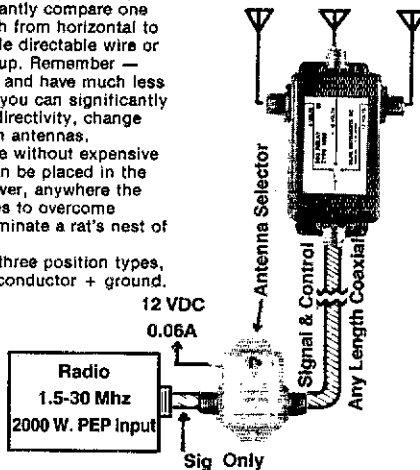 antly compare one
h from horizontal to
le directable wire or
up. Remember —
and have much less
you can significantly
directivity, change
n antennas,
e without expensive
an be placed in the
ver, anywhere the
es to overcome
minate a rat's nest of
three position types,
conductor + ground.
Antenna Selector
Signal & Control
Any Length Coaxial
12 VDC
0.06A
Radio
1.5-30 Mhz
2000 W. PEP Input
Sig Only